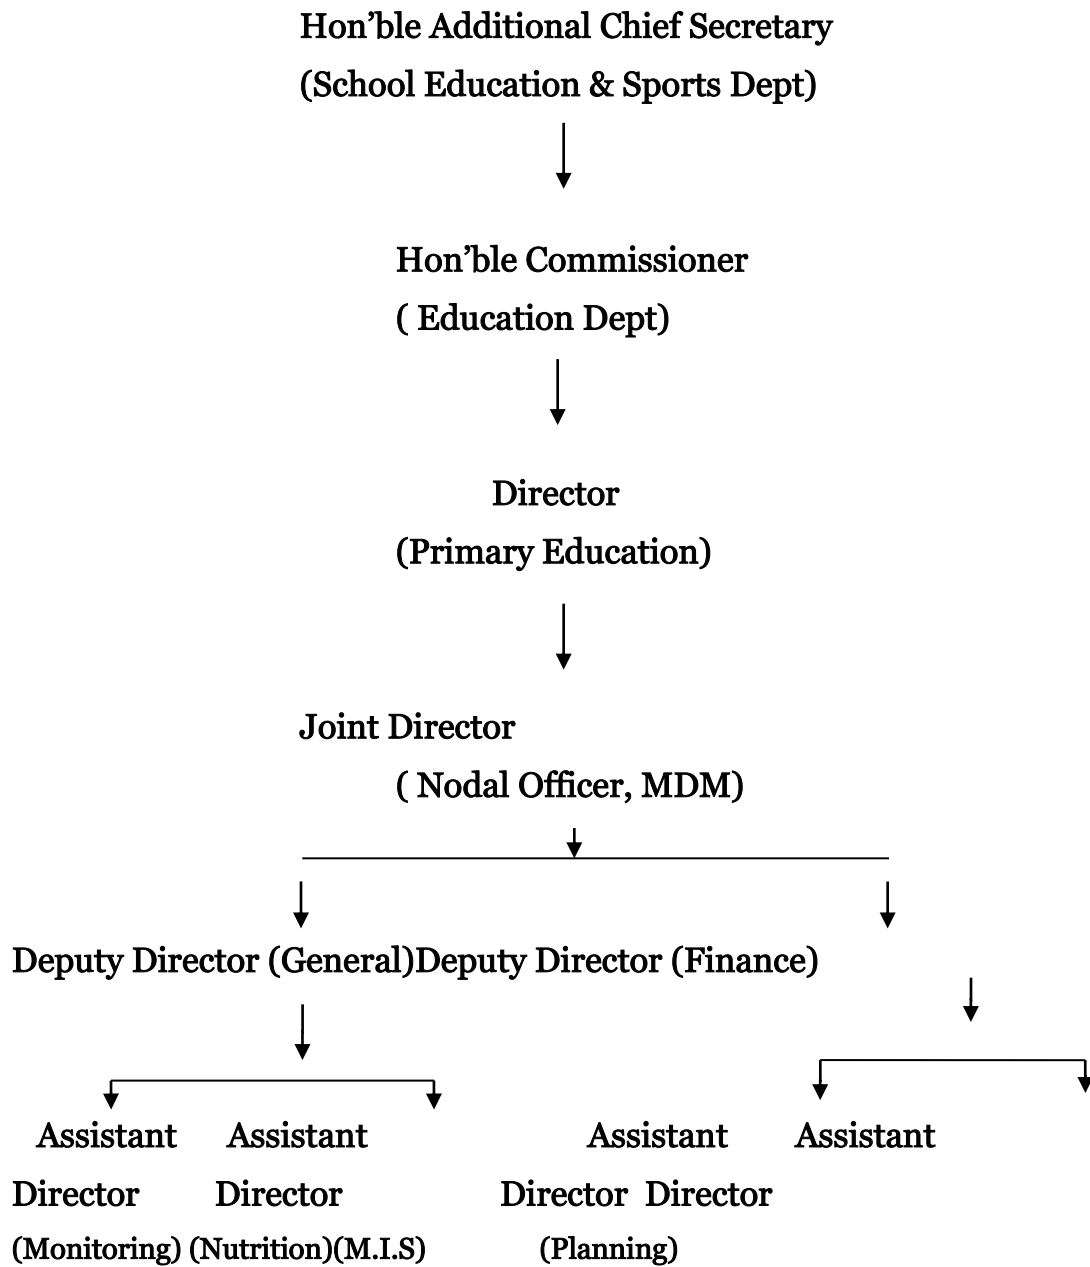 Hon’ble Additional Chief Secretary
(School Education & Sports Dept)
Hon’ble Commissioner
( Education Dept)
Director
(Primary Education)
Joint Director
( Nodal Officer, MDM)
Deputy Director (General)Deputy Director (Finance)
Assistant Assistant Assistant Assistant
Director Director Director Director
(Monitoring) (Nutrition)(M.I.S) (Planning)